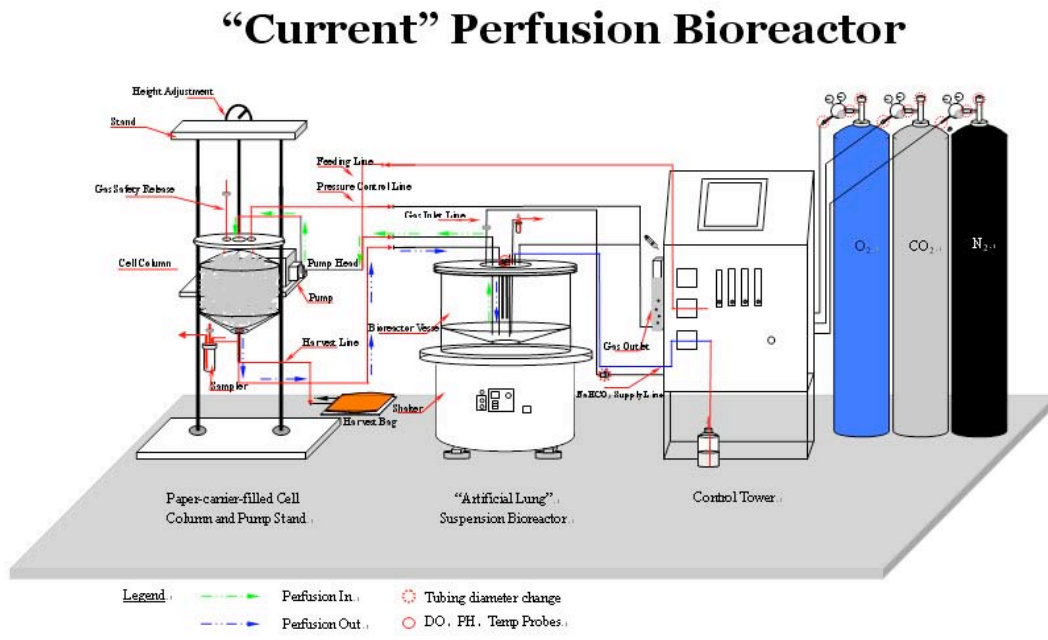 “Current” Perfusion Bioreactor
Height Adjustment
Stand
Gas Safety Release
Feeding Line
Pressure Control Line
Gas Inlet Line
Cell Column
Pump Head
Pump
Bioreactor Vesse
Harvest Line
Gas Outlet
Sampler
Shaker
Harvest Bag
NaHCO3 Supply Line
O2
CO2
N2
Paper-carrier-filled Cell
Column and Pump Stand
“Artificial Lung”
Suspension Bioreactor
Control Tower
Legend
Perfusion In
Tubing diameter change
Perfusion Out
DO, PH, Temp Probes